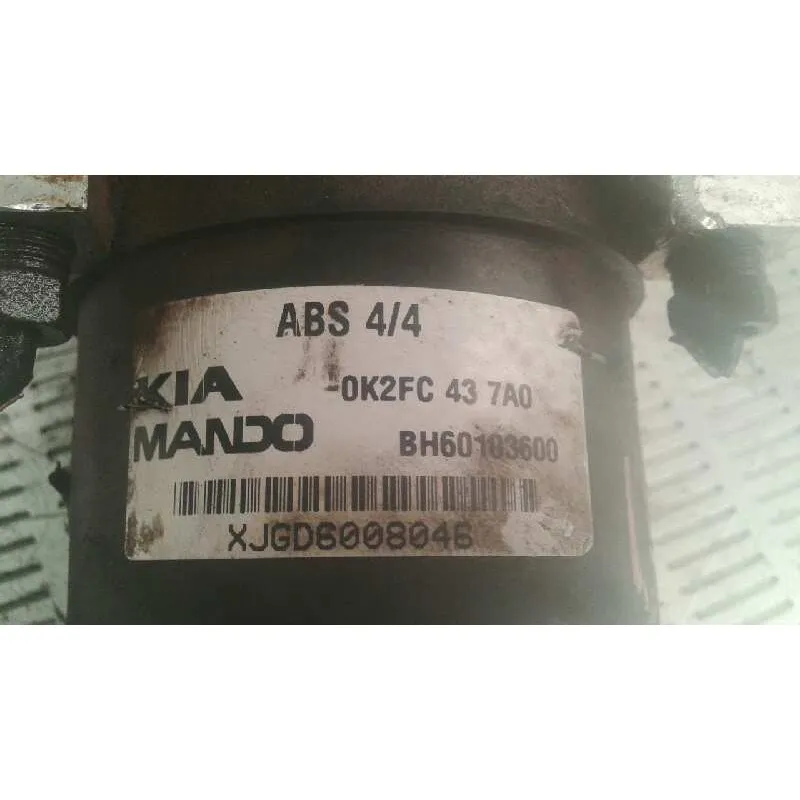 ABS 4/4
KIA 0K2FC 43 7A0
MANDO BH60103600
XJGD6008046